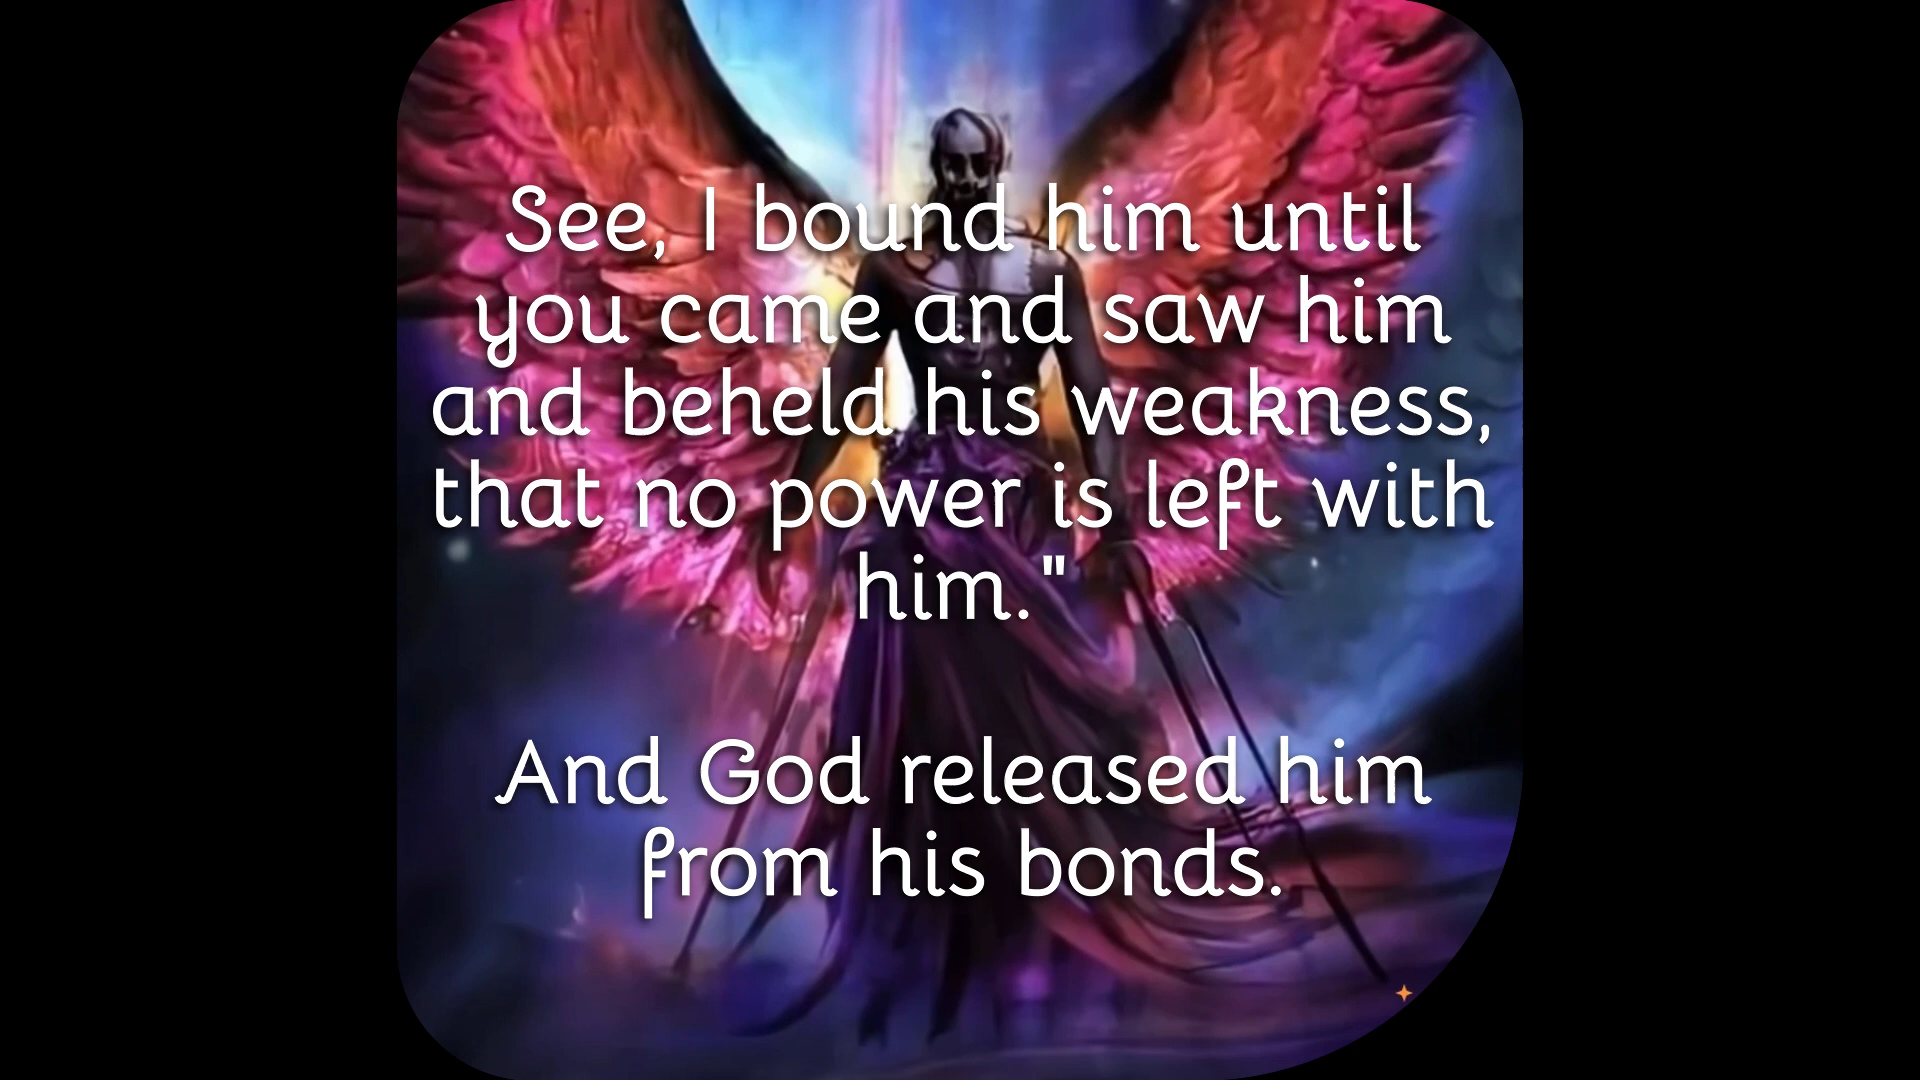 See, I bound him until
you came and saw him
and beheld his weakness,
that no power is left with
him."
And God released him
from his bonds.